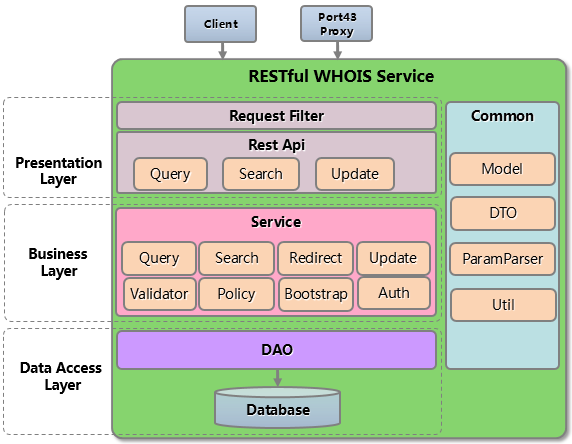 Client
Port43
Proxy
RESTful WHOIS Service
Request Filter
Rest Api
Query
Search
Update
Presentation
Layer
Service
Query
Search
Redirect
Update
Validator
Policy
Bootstrap
Auth
Business
Layer
DAO
Database
Data Access
Layer
Common
Model
DTO
ParamParser
Util